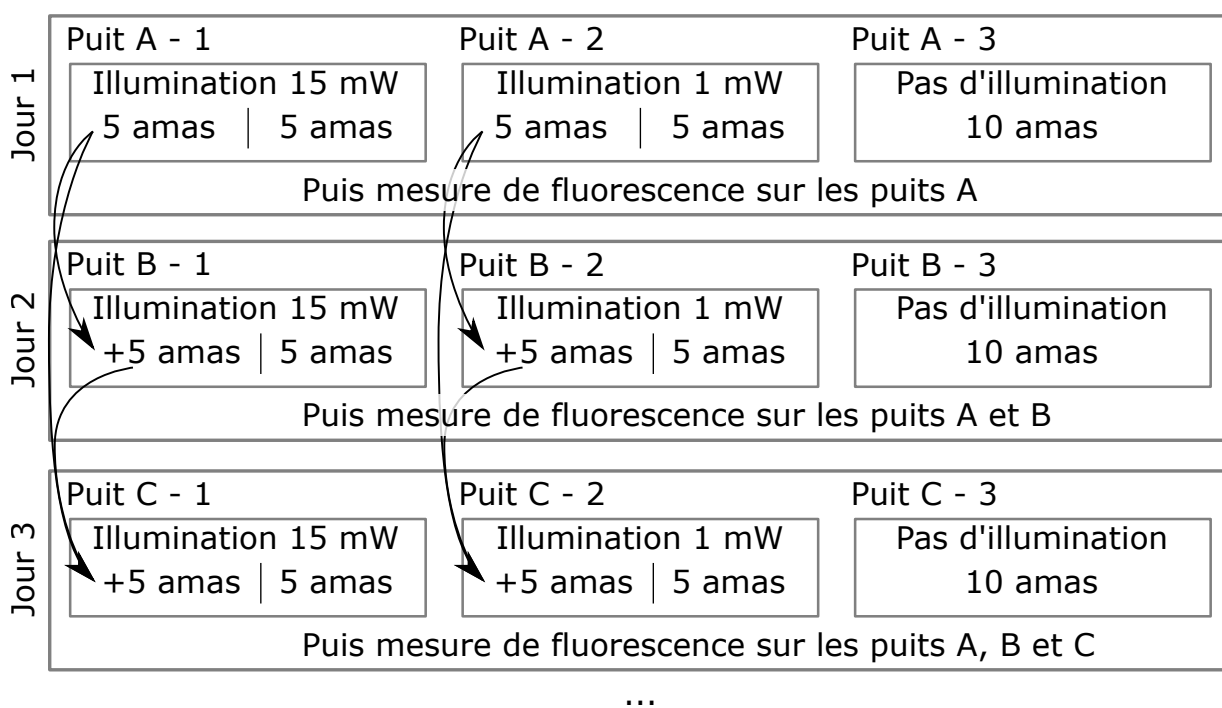 Jour 1
Puit A - 1
Puit A - 2
Puit A - 3
Illumination 15 mW
Illumination 1 mW
Pas d'illumination
5 amas | 5 amas
5 amas | 5 amas
10 amas
Puis mesure de fluorescence sur les puits A
Jour 2
Puit B - 1
Puit B - 2
Puit B - 3
Illumination 15 mW
Illumination 1 mW
Pas d'illumination
+5 amas | 5 amas
+5 amas | 5 amas
10 amas
Puis mesure de fluorescence sur les puits A et B
Jour 3
Puit C - 1
Puit C - 2
Puit C - 3
Illumination 15 mW
Illumination 1 mW
Pas d'illumination
+5 amas | 5 amas
+5 amas | 5 amas
10 amas
Puis mesure de fluorescence sur les puits A, B et C
...